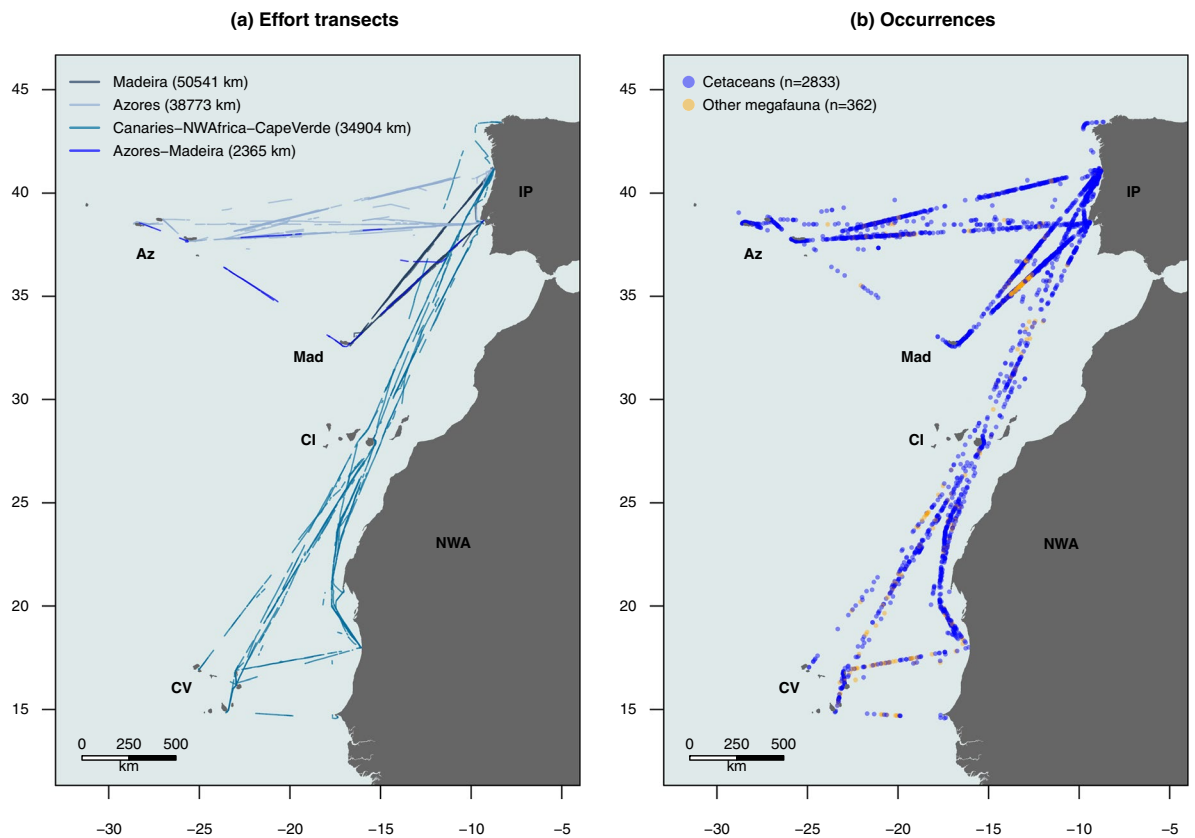 (a) Effort transects
Madeira (50541 km)
Azores (38773 km)
Canaries−NWAfrica−CapeVerde (34904 km)
Azores−Madeira (2365 km)
45
40
35
30
25
20
15
IP
Az
Mad
CI
NWA
CV
0 250 500
km
−30 −25 −20 −15 −10 −5
(b) Occurrences
Cetaceans (n=2833)
Other megafauna (n=362)
45
40
35
30
25
20
15
IP
Az
Mad
CI
NWA
CV
0 250 500
km
−30 −25 −20 −15 −10 −5